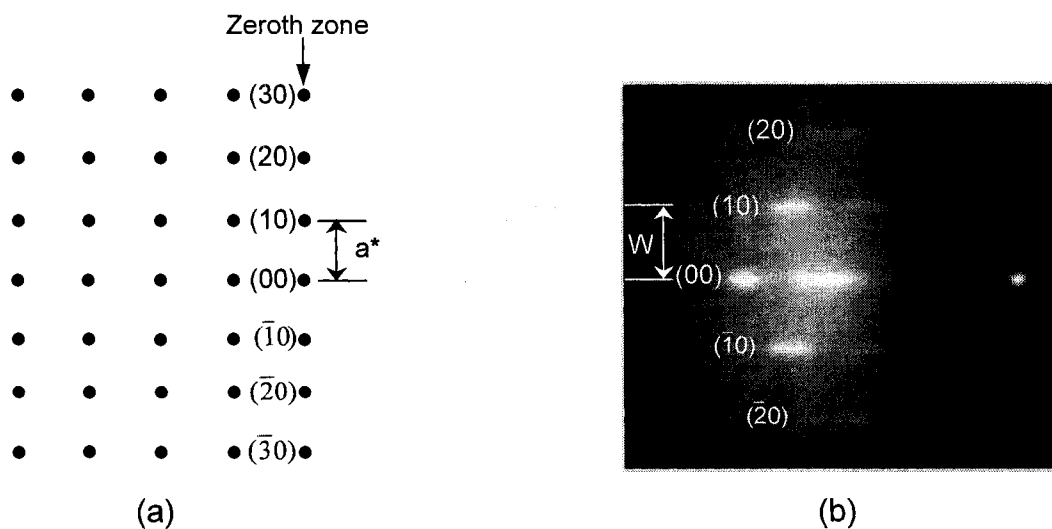 Zeroth zone
(30)
(20)
(10)
a*
(00)
(1̄0)
(2̄0)
(3̄0)
(a)
(20)
(10)
W
(00)
(1̄0)
(2̄0)
(b)